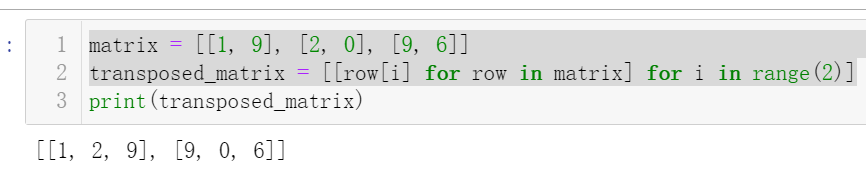 :
1 matrix = [[1, 9], [2, 0], [9, 6]]
2 transposed_matrix = [[row[i] for row in matrix] for i in range(2)]
3 print(transposed_matrix)
[[1, 2, 9], [9, 0, 6]]